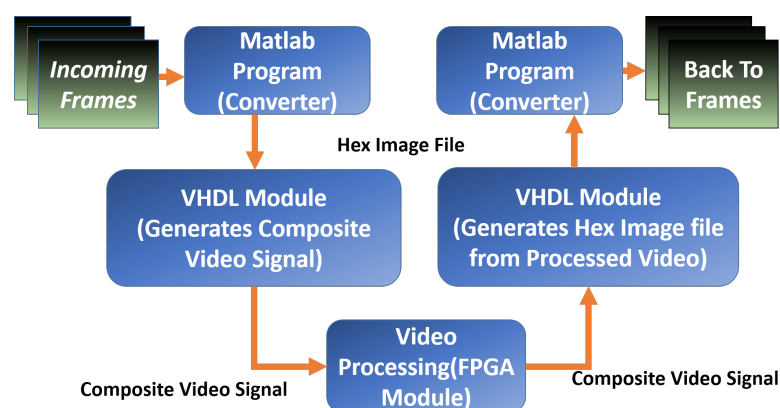 Incoming
Frames
Matlab
Program
(Converter)
Matlab
Program
(Converter)
Back To
Frames
Hex Image File
VHDL Module
(Generates Composite
Video Signal)
VHDL Module
(Generates Hex Image file
from Processed Video)
Video
Processing(FPGA
Module)
Composite Video Signal
Composite Video Signal